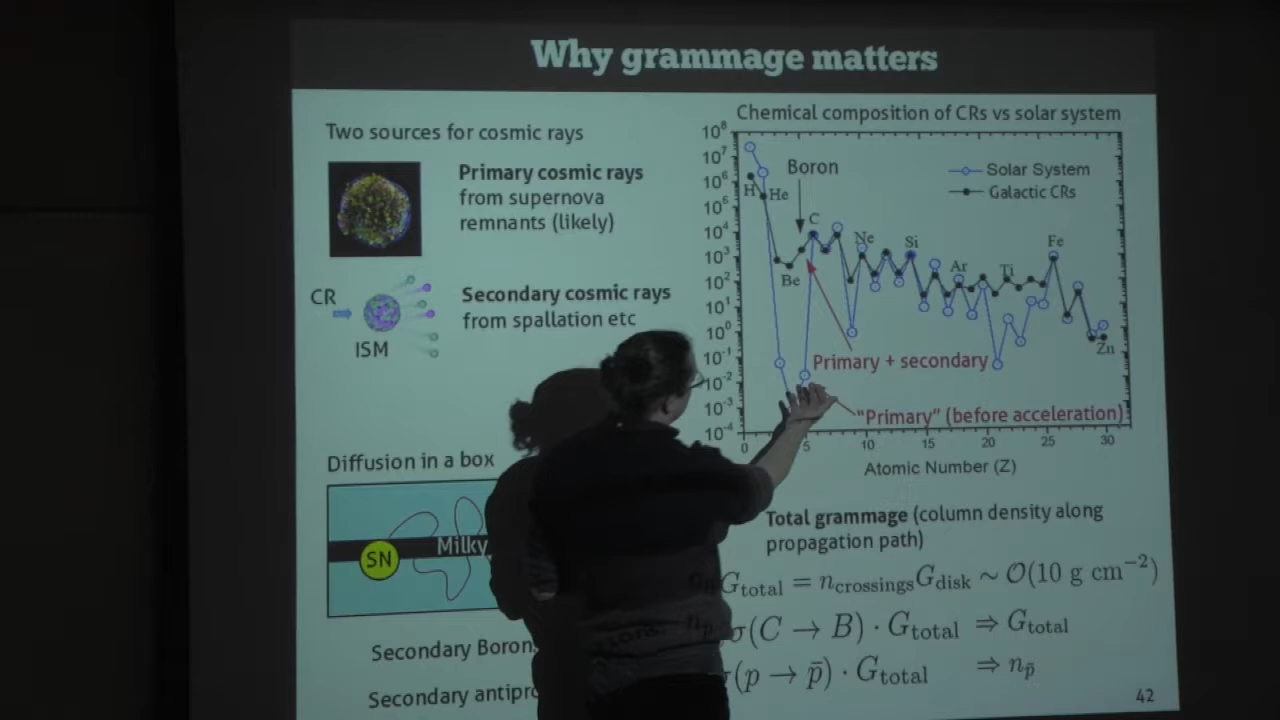 Why grammage matters
Two sources for cosmic rays
Primary cosmic rays
from supernova
remnants (likely)
CR
ISM
Secondary cosmic rays
from spallation etc
Chemical composition of CRs vs solar system
10⁸
10⁷
10⁶
10⁶
10⁴
10³
10²
10¹
10⁰
10⁻¹
10⁻²
10⁻³
10⁻⁴
Boron
Solar System
Galactic CRs
H
He
C
Be
Ne
Si
Ar
Ti
Fe
Zn
Primary + secondary
"Primary" (before acceleration)
0 5 10 15 20 25 30
Atomic Number (Z)
Diffusion in a box
SN
Milky
Total grammage (column density along
propagation path)
G_total = n_crossings G_disk ∼ O(10 g cm⁻²)
Secondary Boron
σ(C → B) · G_total ⇒ G_total
Secondary antipro
(p → p̄) · G_total ⇒ n_p̄
42